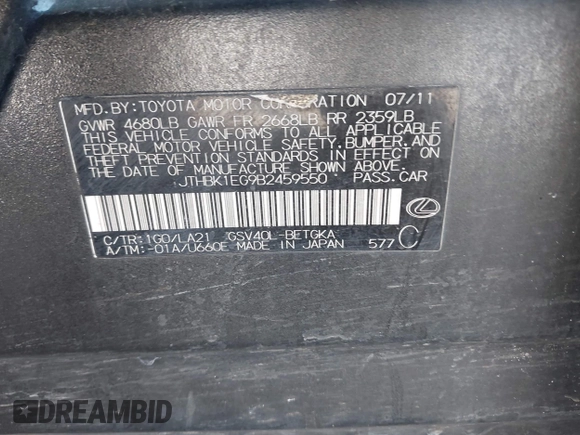 MFD.BY:TOYOTA MOTOR CORPORATION 07/11
GVWR 4680LB GAWR FR 2668LB RR 2359LB
THIS VEHICLE CONFORMS TO ALL APPLICABLE
FEDERAL MOTOR VEHICLE SAFETY, BUMPER, AND
THEFT PREVENTION STANDARDS IN EFFECT ON
THE DATE OF MANUFACTURE SHOWN ABOVE.
JTHBK1EG9B2459550 PASS.CAR
C/TR:1G0/LA21 GSV40L-BETGKA
A/TM:-01A/U660E MADE IN JAPAN 577 C
DREAMBID